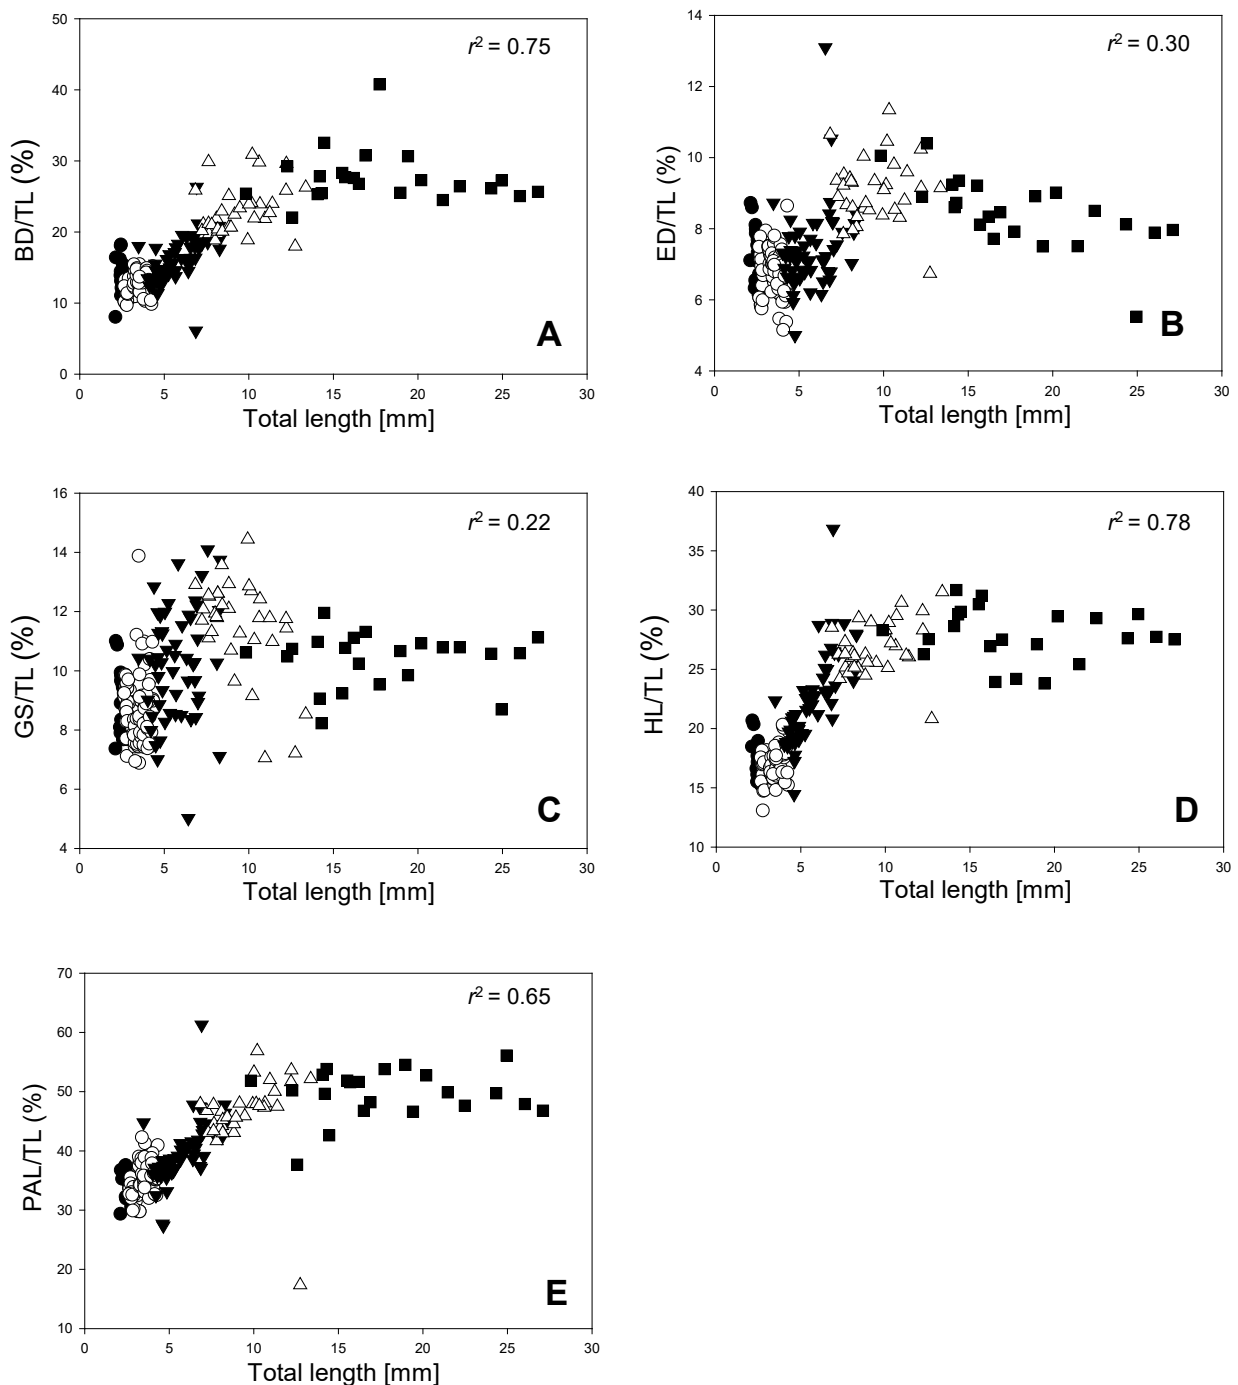 50
40
30
20
10
0
BD/TL (%)
r² = 0.75
A
0 5 10 15 20 25 30
Total length [mm]
14
12
10
8
6
4
ED/TL (%)
r² = 0.30
B
0 5 10 15 20 25 30
Total length [mm]
16
14
12
10
8
6
4
GS/TL (%)
r² = 0.22
C
0 5 10 15 20 25 30
Total length [mm]
40
35
30
25
20
15
10
HL/TL (%)
r² = 0.78
D
0 5 10 15 20 25 30
Total length [mm]
70
60
50
40
30
20
10
PAL/TL (%)
r² = 0.65
E
0 5 10 15 20 25 30
Total length [mm]